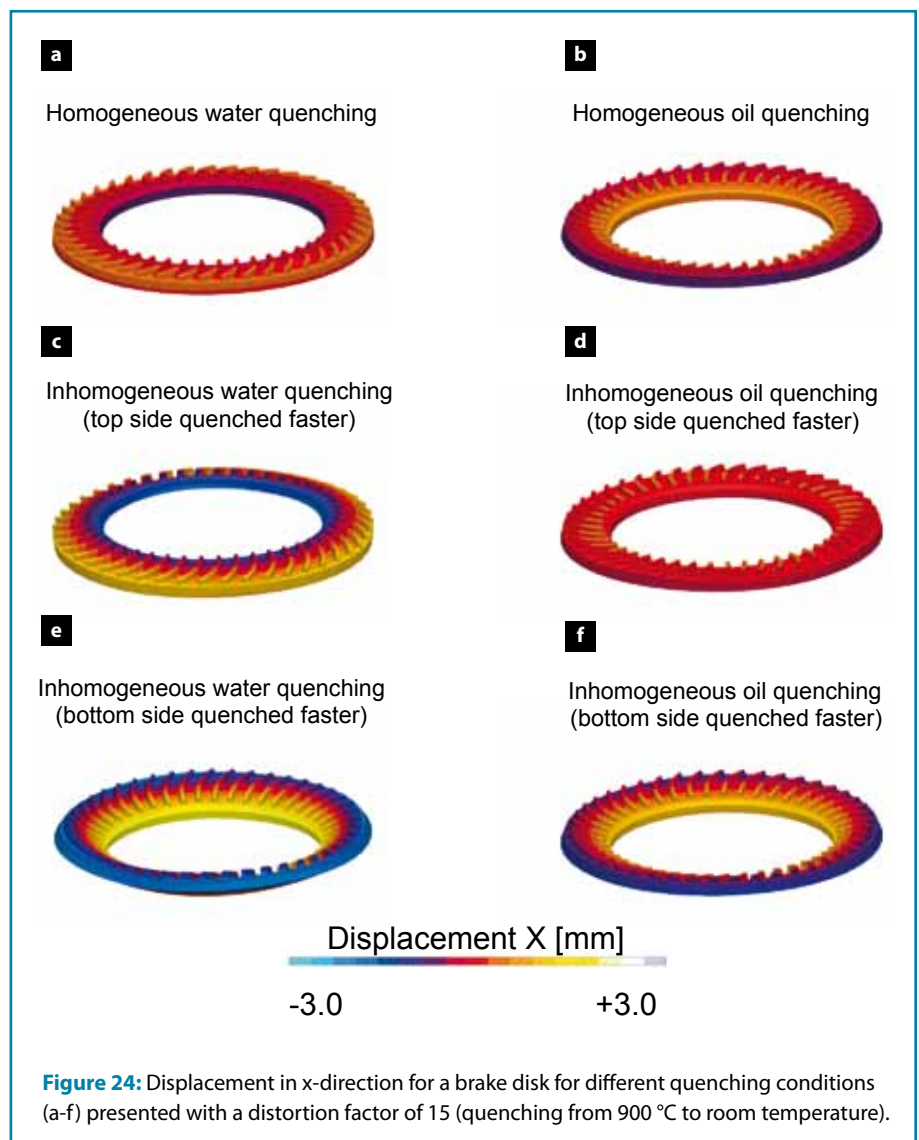 a
Homogeneous water quenching
b
Homogeneous oil quenching
c
Inhomogeneous water quenching
(top side quenched faster)
d
Inhomogeneous oil quenching
(top side quenched faster)
e
Inhomogeneous water quenching
(bottom side quenched faster)
f
Inhomogeneous oil quenching
(bottom side quenched faster)
Displacement X [mm]
-3.0 +3.0
Figure 24: Displacement in x-direction for a brake disk for different quenching conditions
(a-f) presented with a distortion factor of 15 (quenching from 900 °C to room temperature).